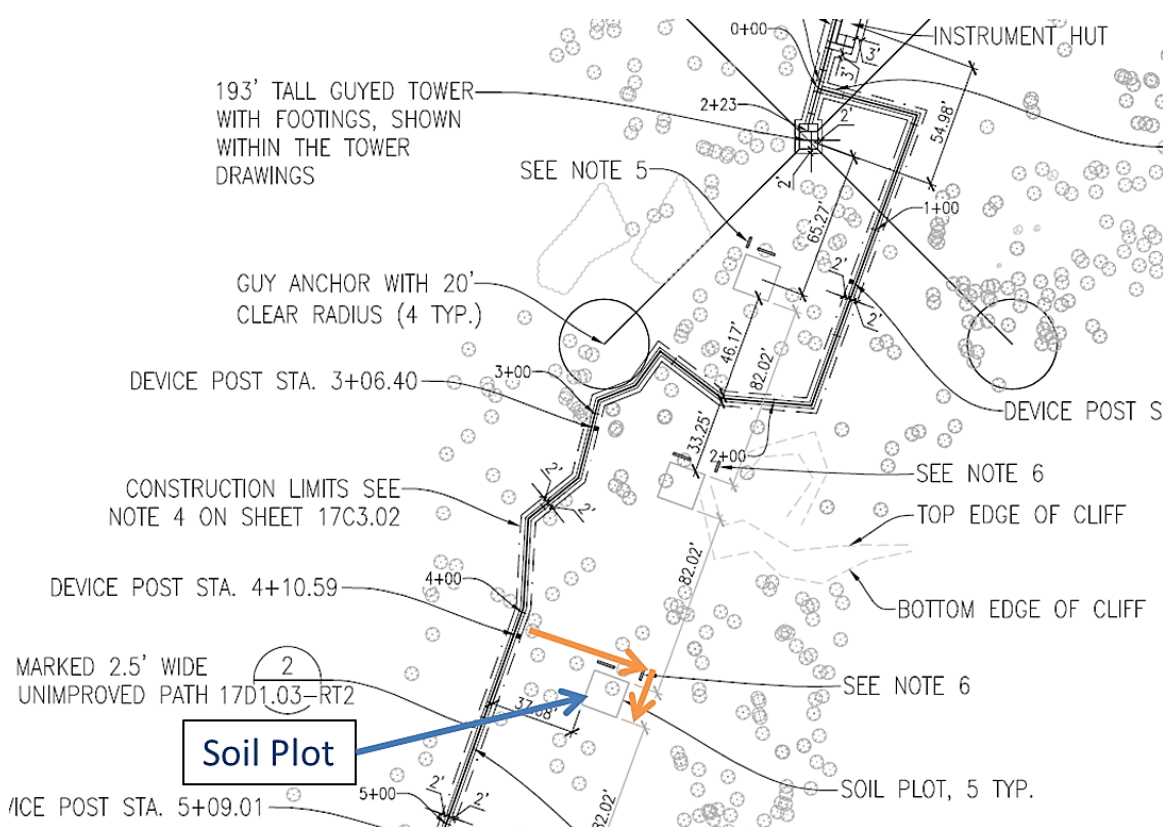 0+00
INSTRUMENT HUT
3'
3'
193' TALL GUYED TOWER
WITH FOOTINGS, SHOWN
WITHIN THE TOWER
DRAWINGS
2+23
2'
2'
54.98'
SEE NOTE 5
65.27'
1+00
GUY ANCHOR WITH 20'
CLEAR RADIUS (4 TYP.)
2'
2'
46.17'
82.02'
DEVICE POST STA. 3+06.40
3+00
DEVICE POST S
33.25'
2+00
SEE NOTE 6
CONSTRUCTION LIMITS SEE
NOTE 4 ON SHEET 17C3.02
2'
2'
TOP EDGE OF CLIFF
82.02'
DEVICE POST STA. 4+10.59
4+00
BOTTOM EDGE OF CLIFF
MARKED 2.5' WIDE
UNIMPROVED PATH
2
17D1.03-RT2
SEE NOTE 6
Soil Plot
SOIL PLOT, 5 TYP.
VICE POST STA. 5+09.01
5+00
2'
2'
82.02'